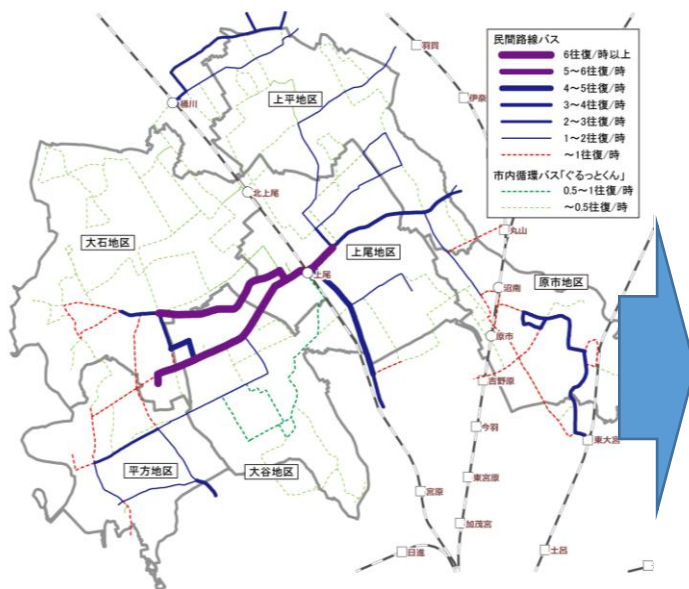 民間路線バス
6往復/時以上
5～6往復/時
4～5往復/時
3～4往復/時
2～3往復/時
1～2往復/時
～1往復/時
市内循環バス「ぐるっとくん」
0.5～1往復/時
～0.5往復/時
羽貫
伊奈
上平地区
桶川
北上尾
丸山
大石地区
上尾地区
上尾
沼南
原市地区
原市
吉野原
今羽
東大宮
平方地区
大谷地区
東宮原
宮原
加茂宮
日進
土呂